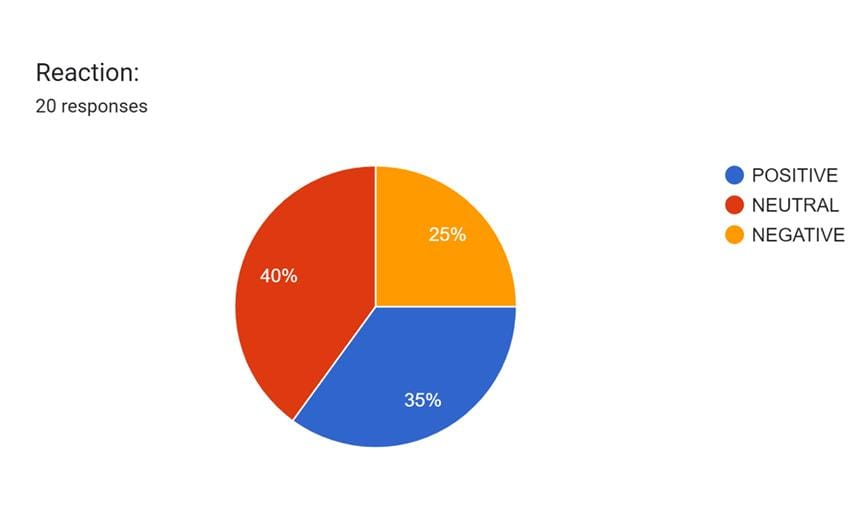 Reaction:
20 responses
POSITIVE
NEUTRAL
NEGATIVE
25%
40%
35%